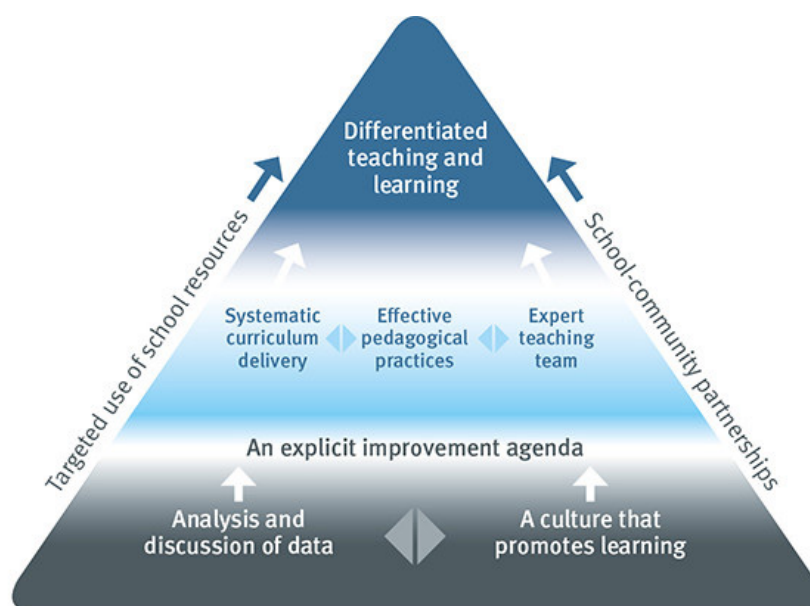 Differentiated
teaching and
learning
Targeted use of school resources
School-community partnerships
Systematic
curriculum
delivery
Effective
pedagogical
practices
Expert
teaching
team
An explicit improvement agenda
Analysis and
discussion of data
A culture that
promotes learning